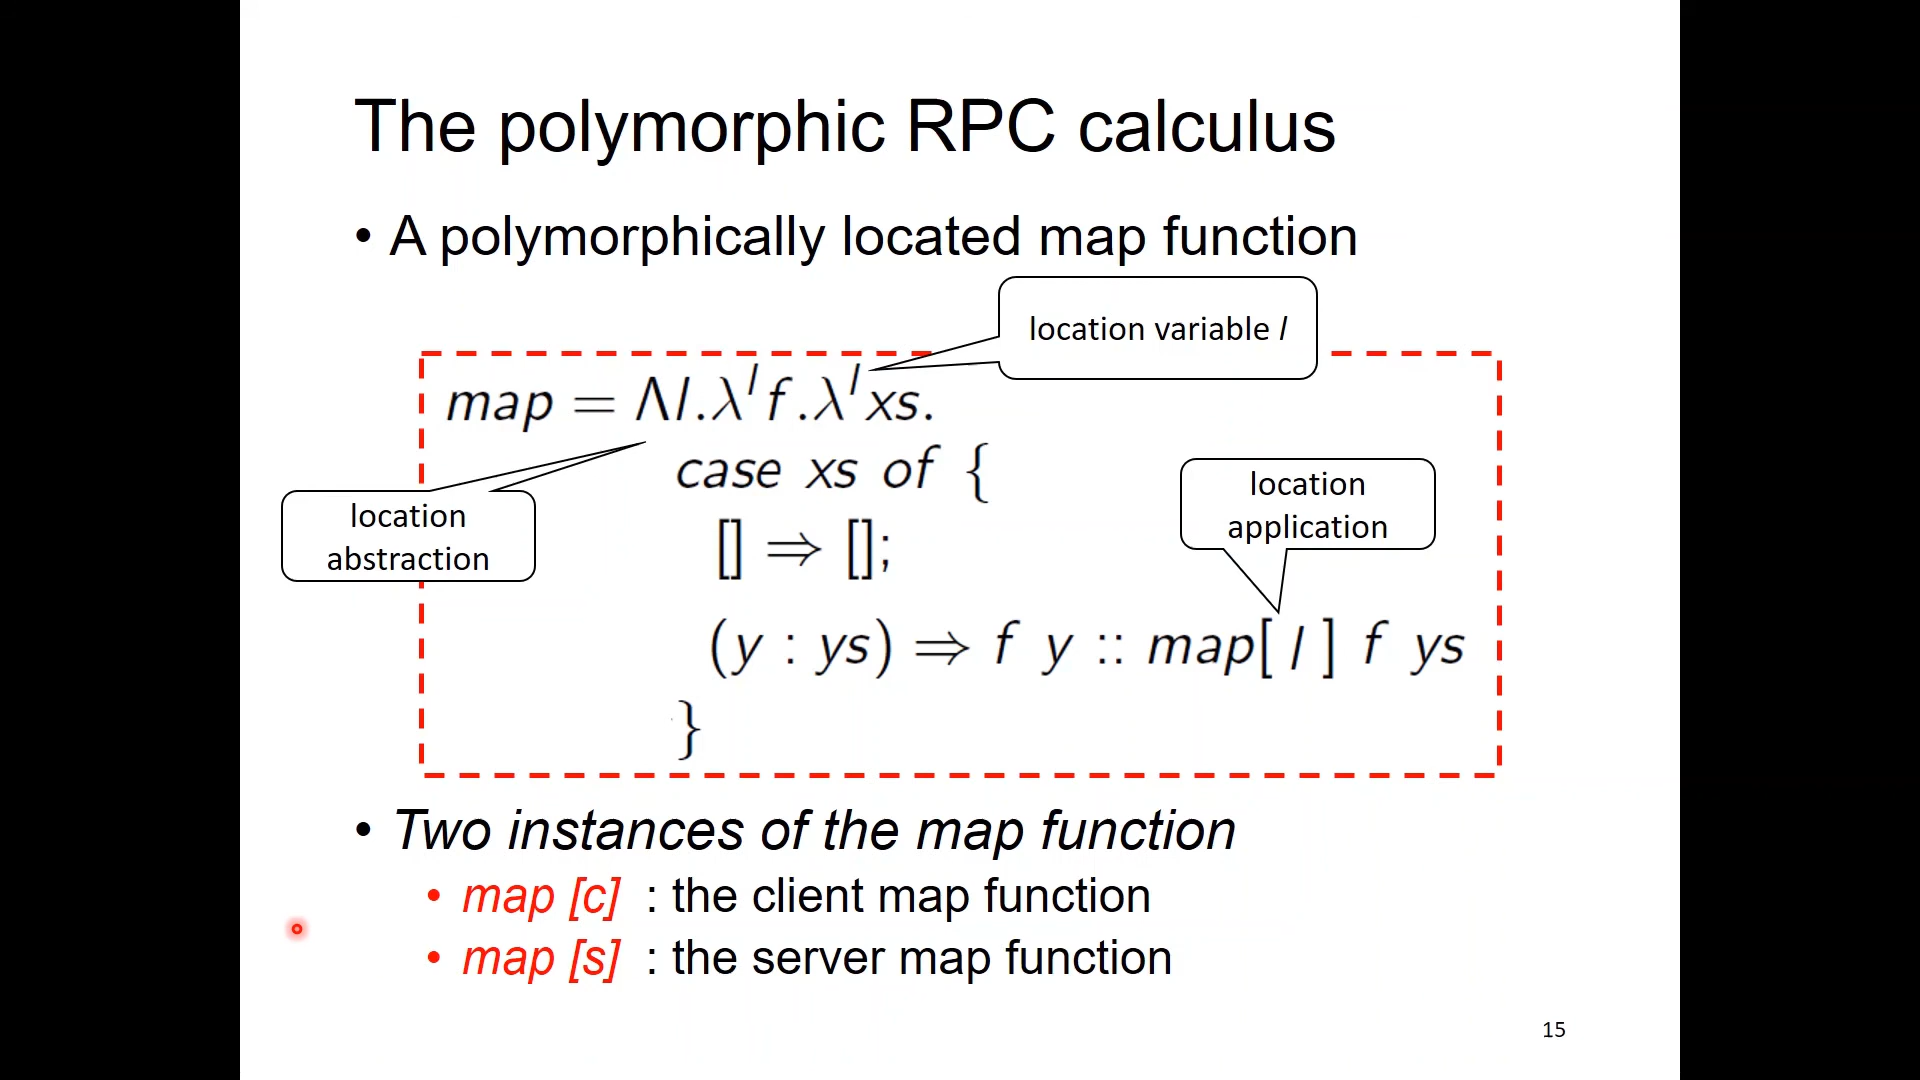 The polymorphic RPC calculus
• A polymorphically located map function
location variable l
map = Λl.λˡf.λˡxs.
case xs of {
location abstraction
[] ⇒ [];
location application
(y : ys) ⇒ f y :: map[ l ] f ys
}
• Two instances of the map function
• map [c] : the client map function
• map [s] : the server map function
15